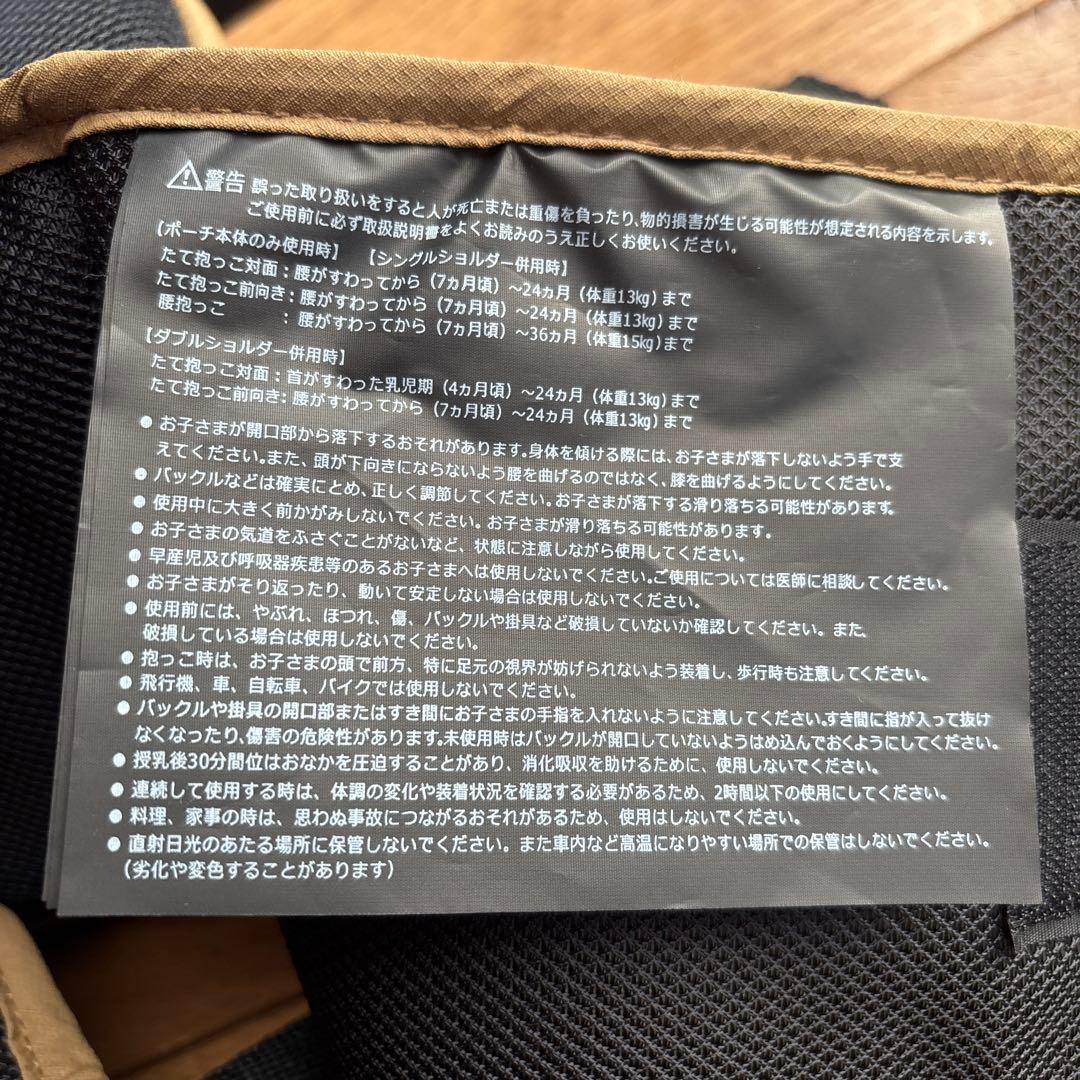 ⚠警告 誤った取り扱いをすると人が死亡または重傷を負ったり、物的損害が生じる可能性が想定される内容を示します。
ご使用前に必ず取扱説明書をよくお読みのうえ正しくお使いください。
【ポーチ本体のみ使用時】 【シングルショルダー併用時】
たて抱っこ対面：腰がすわってから（7ヵ月頃）〜24ヵ月（体重13kg）まで
たて抱っこ前向き：腰がすわってから（7ヵ月頃）〜24ヵ月（体重13kg）まで
腰抱っこ ：腰がすわってから（7ヵ月頃）〜36ヵ月（体重15kg）まで
【ダブルショルダー併用時】
たて抱っこ対面：首がすわった乳児期（4ヵ月頃）〜24ヵ月（体重13kg）まで
たて抱っこ前向き：腰がすわってから（7ヵ月頃）〜24ヵ月（体重13kg）まで
●お子さまが開口部から落下するおそれがあります。身体を傾ける際には、お子さまが落下しないよう手で支
えてください。また、頭が下向きにならないよう腰を曲げるのではなく、膝を曲げるようにしてください。
●バックルなどは確実にとめ、正しく調節してください。お子さまが落下する滑り落ちる可能性があります。
●使用中に大きく前かがみしないでください。お子さまが滑り落ちる可能性があります。
●お子さまの気道をふさぐことがないなど、状態に注意しながら使用してください。
●早産児及び呼吸器疾患等のあるお子さまへは使用しないでください。ご使用については医師に相談してください。
●お子さまがそり返ったり、動いて安定しない場合は使用しないでください。
●使用前には、やぶれ、ほつれ、傷、バックルや掛具など破損していないか確認してください。また、
破損している場合は使用しないでください。
●抱っこ時は、お子さまの頭で前方、特に足元の視界が妨げられないよう装着し、歩行時も注意してください。
●飛行機、車、自転車、バイクでは使用しないでください。
●バックルや掛具の開口部またはすき間にお子さまの手指を入れないように注意してください。すき間に指が入って抜け
なくなったり、傷害の危険性があります。未使用時はバックルが開口していないようはめ込んでおくようにしてください。
●授乳後30分間位はおなかを圧迫することがあり、消化吸収を助けるために、使用しないでください。
●連続して使用する時は、体調の変化や装着状況を確認する必要があるため、2時間以下の使用にしてください。
●料理、家事の時は、思わぬ事故につながるおそれがあるため、使用はしないでください。
●直射日光のあたる場所に保管しないでください。また車内など高温になりやすい場所での保管はしないでください。
（劣化や変色することがあります）